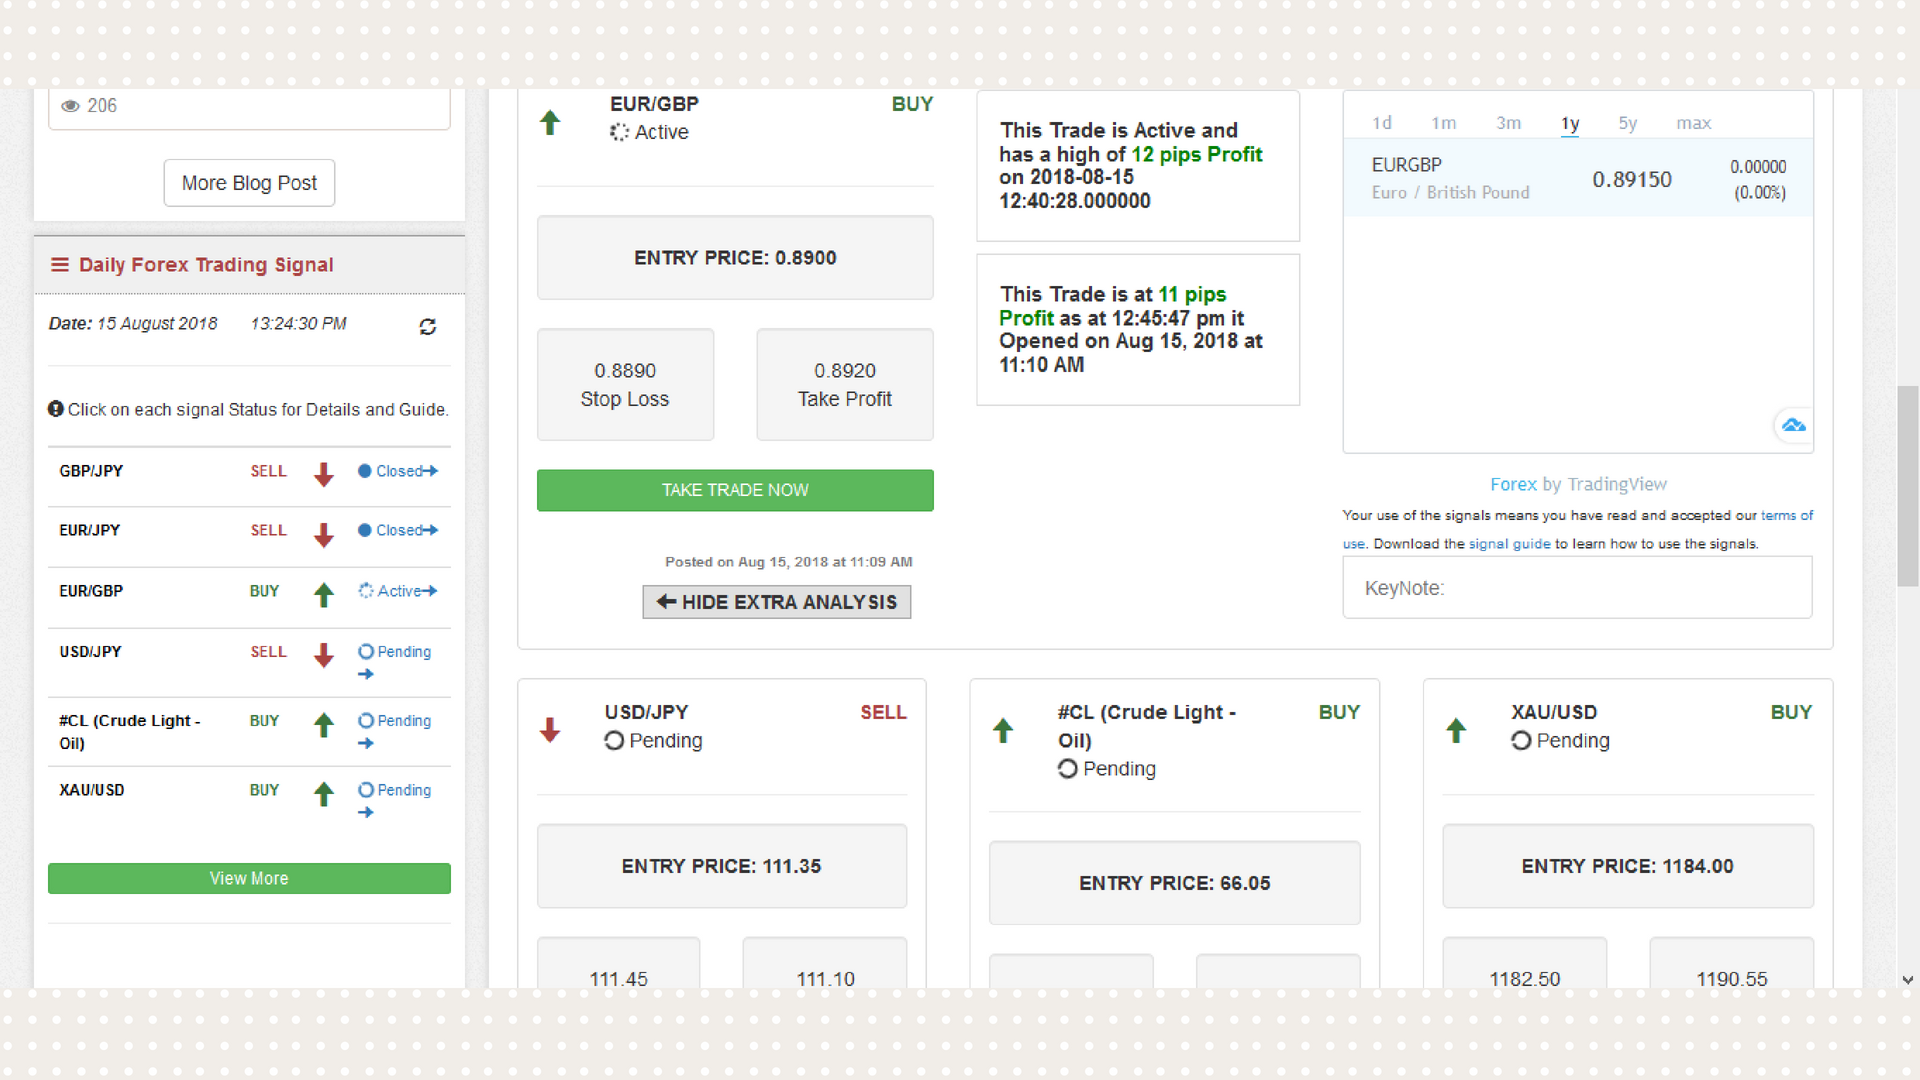 206
More Blog Post
Daily Forex Trading Signal
Date: 15 August 2018 13:24:30 PM
Click on each signal Status for Details and Guide.
GBP/JPY SELL Closed
EUR/JPY SELL Closed
EUR/GBP BUY Active
USD/JPY SELL Pending
#CL (Crude Light - BUY Pending
Oil)
XAU/USD BUY Pending
View More
EUR/GBP BUY
Active
ENTRY PRICE: 0.8900
0.8890 0.8920
Stop Loss Take Profit
TAKE TRADE NOW
Posted on Aug 15, 2018 at 11:09 AM
HIDE EXTRA ANALYSIS
This Trade is Active and
has a high of 12 pips Profit
on 2018-08-15
12:40:28.000000
This Trade is at 11 pips
Profit as at 12:45:47 pm it
Opened on Aug 15, 2018 at
11:10 AM
1d 1m 3m 1y 5y max
EURGBP 0.89150 0.00000
Euro / British Pound (0.00%)
Forex by TradingView
Your use of the signals means you have read and accepted our terms of
use. Download the signal guide to learn how to use the signals.
KeyNote:
USD/JPY SELL
Pending
ENTRY PRICE: 111.35
111.45 111.10
#CL (Crude Light - BUY
Oil)
Pending
ENTRY PRICE: 66.05
XAU/USD BUY
Pending
ENTRY PRICE: 1184.00
1182.50 1190.55